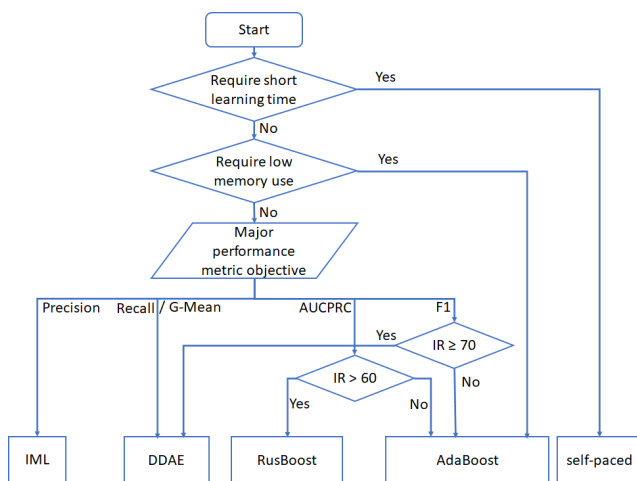 Start
Require short
learning time
Yes
No
Require low
memory use
Yes
No
Major
performance
metric objective
Precision
Recall / G-Mean
AUCPRC
F1
Yes
IR ≥ 70
No
IR > 60
Yes
No
IML
DDAE
RusBoost
AdaBoost
self-paced